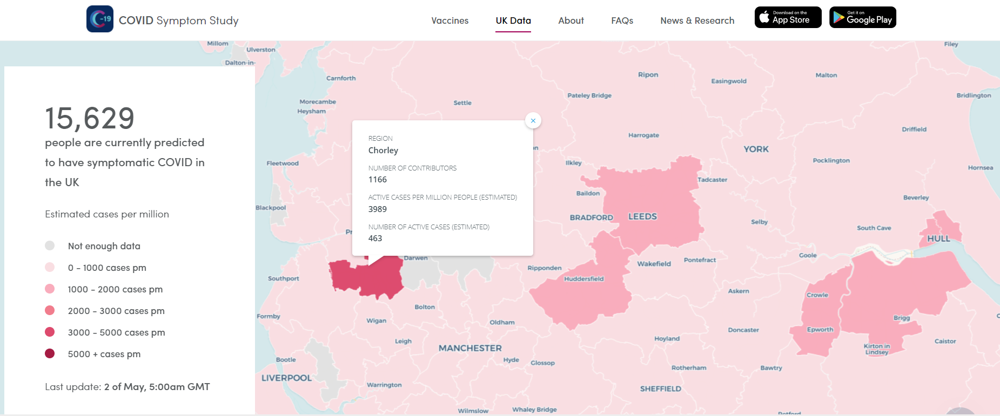 C-19
COVID Symptom Study
Vaccines
UK Data
About
FAQs
News & Research
Download on the
App Store
Get it on
Google Play
15,629
people are currently predicted
to have symptomatic COVID in
the UK
Estimated cases per million
Not enough data
0 - 1000 cases pm
1000 - 2000 cases pm
2000 - 3000 cases pm
3000 - 5000 cases pm
5000 + cases pm
Last update: 2 of May, 5:00am GMT
REGION
Chorley
NUMBER OF CONTRIBUTORS
1166
ACTIVE CASES PER MILLION PEOPLE (ESTIMATED)
3989
NUMBER OF ACTIVE CASES (ESTIMATED)
463
Millom
Ulverston
Filey
Dalton-in-
Carnforth
Ripon
Easingwold
Malton
Morecambe
Settle
Pateley Bridge
Bridlington
Heysham
Harrogate
Driffield
YORK
Fleetwood
Ilkley
Pocklington
Hornsea
Tadcaster
Baildon
Beverley
Blackpool
BRADFORD
LEEDS
Selby
South Cave
HULL
Darwen
Goole
Southport
Ripponden
Wakefield
Pontefract
Huddersfield
Askern
Crowle
Bolton
Formby
Wigan
Oldham
Brigg
Doncaster
Epworth
Leigh
Hoyland
Caistor
MANCHESTER
Kirton in
Lindsey
Bootle
Hyde
Glossop
LIVERPOOL
Rotherham
Bawtry
Warrington
SHEFFIELD
Wilmslow
Whaley Bridge